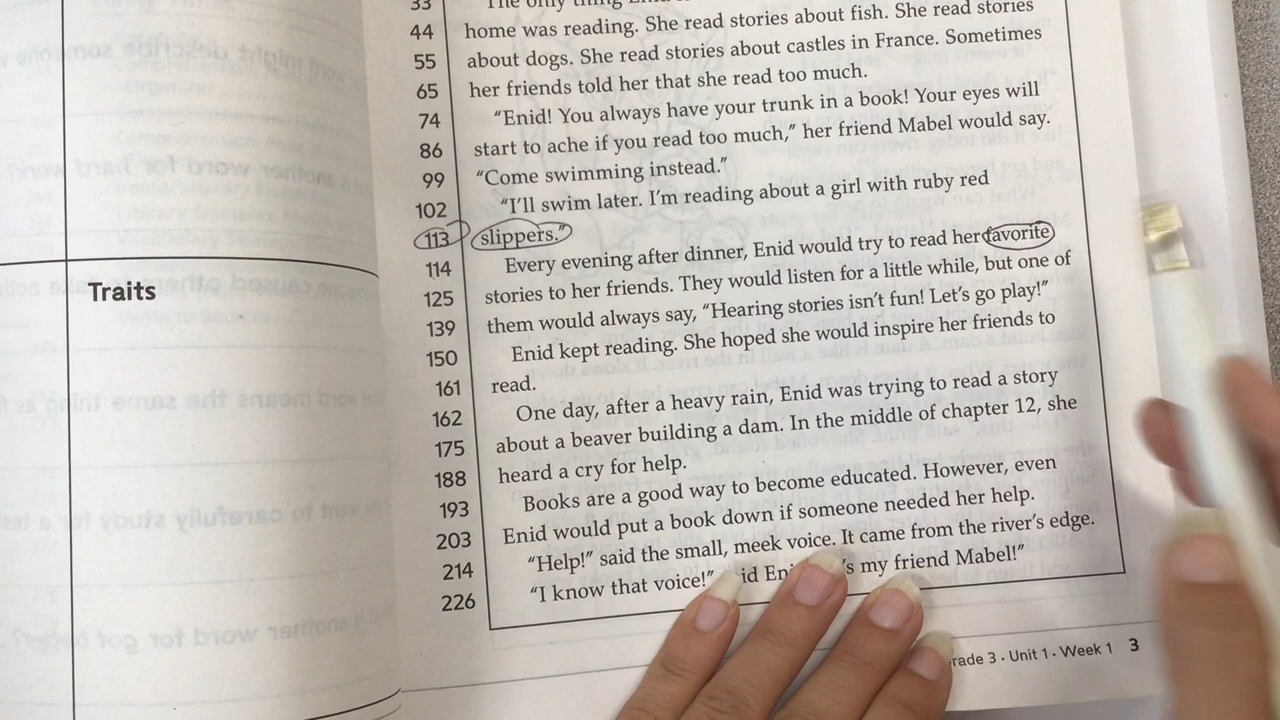 33 The only thing
44 home was reading. She read stories about fish. She read stories
55 about dogs. She read stories about castles in France. Sometimes
65 her friends told her that she read too much.
74 “Enid! You always have your trunk in a book! Your eyes will
86 start to ache if you read too much,” her friend Mabel would say.
99 “Come swimming instead.”
102 “I’ll swim later. I’m reading about a girl with ruby red
113 slippers.”
114 Every evening after dinner, Enid would try to read her favorite
125 stories to her friends. They would listen for a little while, but one of
139 them would always say, “Hearing stories isn’t fun! Let’s go play!”
150 Enid kept reading. She hoped she would inspire her friends to
161 read.
162 One day, after a heavy rain, Enid was trying to read a story
175 about a beaver building a dam. In the middle of chapter 12, she
188 heard a cry for help.
193 Books are a good way to become educated. However, even
203 Enid would put a book down if someone needed her help.
214 “Help!” said the small, meek voice. It came from the river’s edge.
226 “I know that voice!” my friend Mabel!”
Traits
Unit 1 · Week 1 3